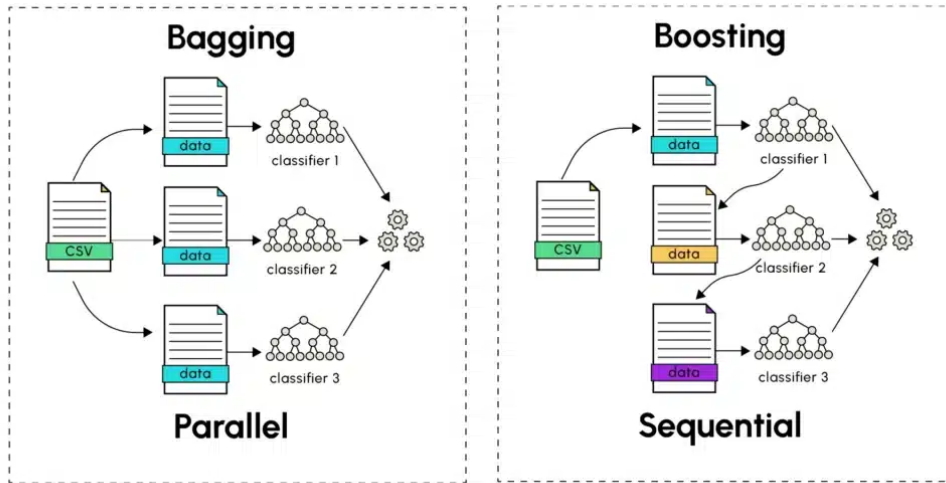 Bagging
data
classifier 1
CSV
data
classifier 2
data
classifier 3
Parallel
Boosting
data
classifier 1
CSV
data
classifier 2
data
classifier 3
Sequential